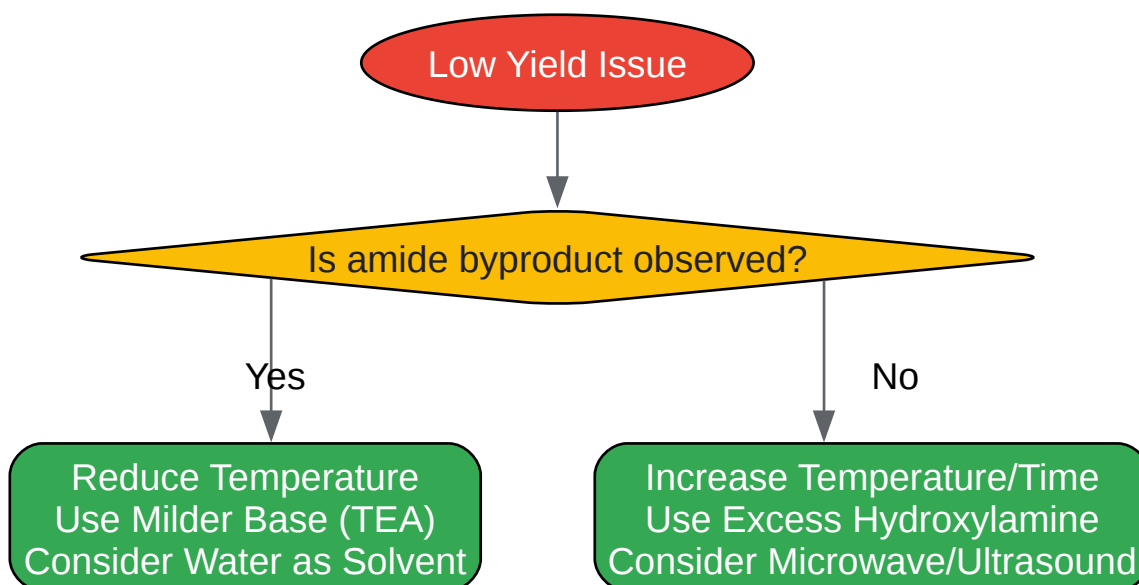 Low Yield Issue
Is amide byproduct observed?
Yes
No
Reduce Temperature
Use Milder Base (TEA)
Consider Water as Solvent
Increase Temperature/Time
Use Excess Hydroxylamine
Consider Microwave/Ultrasound